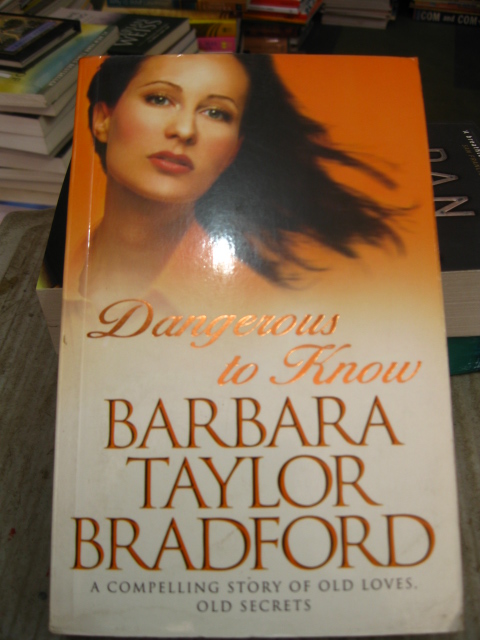 Dangerous
to Know
BARBARA
TAYLOR
BRADFORD
A COMPELLING STORY OF OLD LOVES.
OLD SECRETS